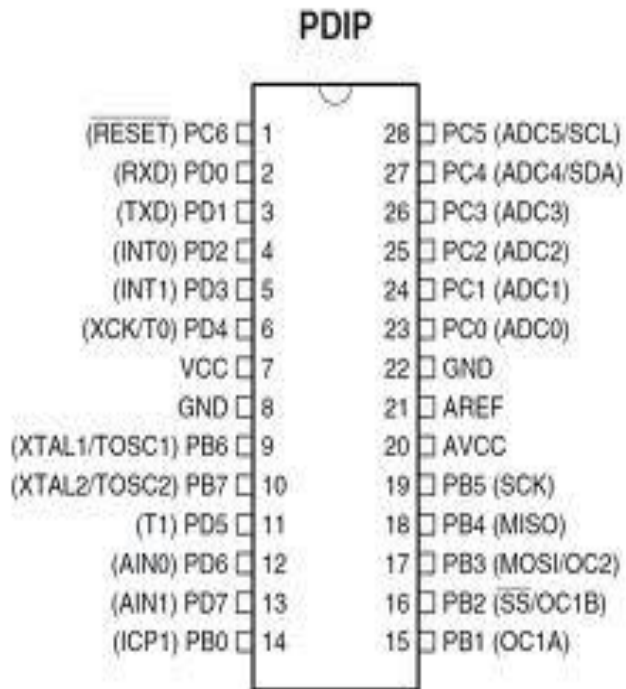 PDIP
(RESET) PC6 1 28 PC5 (ADC5/SCL)
(RXD) PD0 2 27 PC4 (ADC4/SDA)
(TXD) PD1 3 26 PC3 (ADC3)
(INT0) PD2 4 25 PC2 (ADC2)
(INT1) PD3 5 24 PC1 (ADC1)
(XCK/T0) PD4 6 23 PC0 (ADC0)
VCC 7 22 GND
GND 8 21 AREF
(XTAL1/TOSC1) PB6 9 20 AVCC
(XTAL2/TOSC2) PB7 10 19 PB5 (SCK)
(T1) PD5 11 18 PB4 (MISO)
(AIN0) PD6 12 17 PB3 (MOSI/OC2)
(AIN1) PD7 13 16 PB2 (SS/OC1B)
(ICP1) PB0 14 15 PB1 (OC1A)